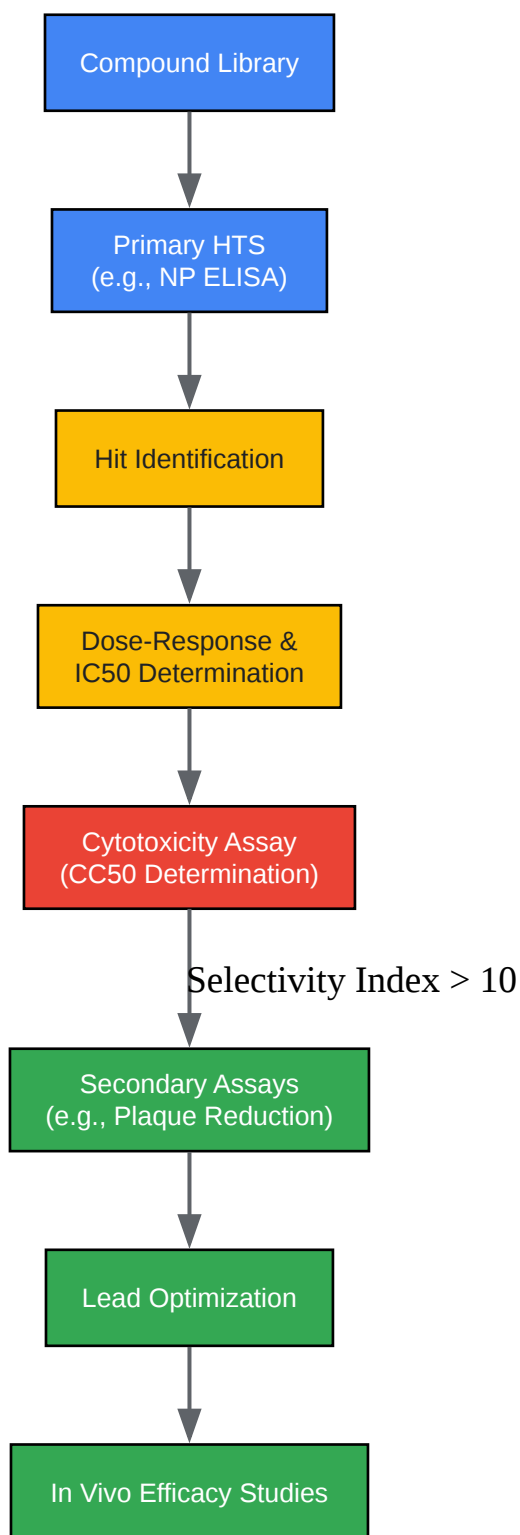 Compound Library
Primary HTS
(e.g., NP ELISA)
Hit Identification
Dose-Response &
IC50 Determination
Cytotoxicity Assay
(CC50 Determination)
Selectivity Index > 10
Secondary Assays
(e.g., Plaque Reduction)
Lead Optimization
In Vivo Efficacy Studies